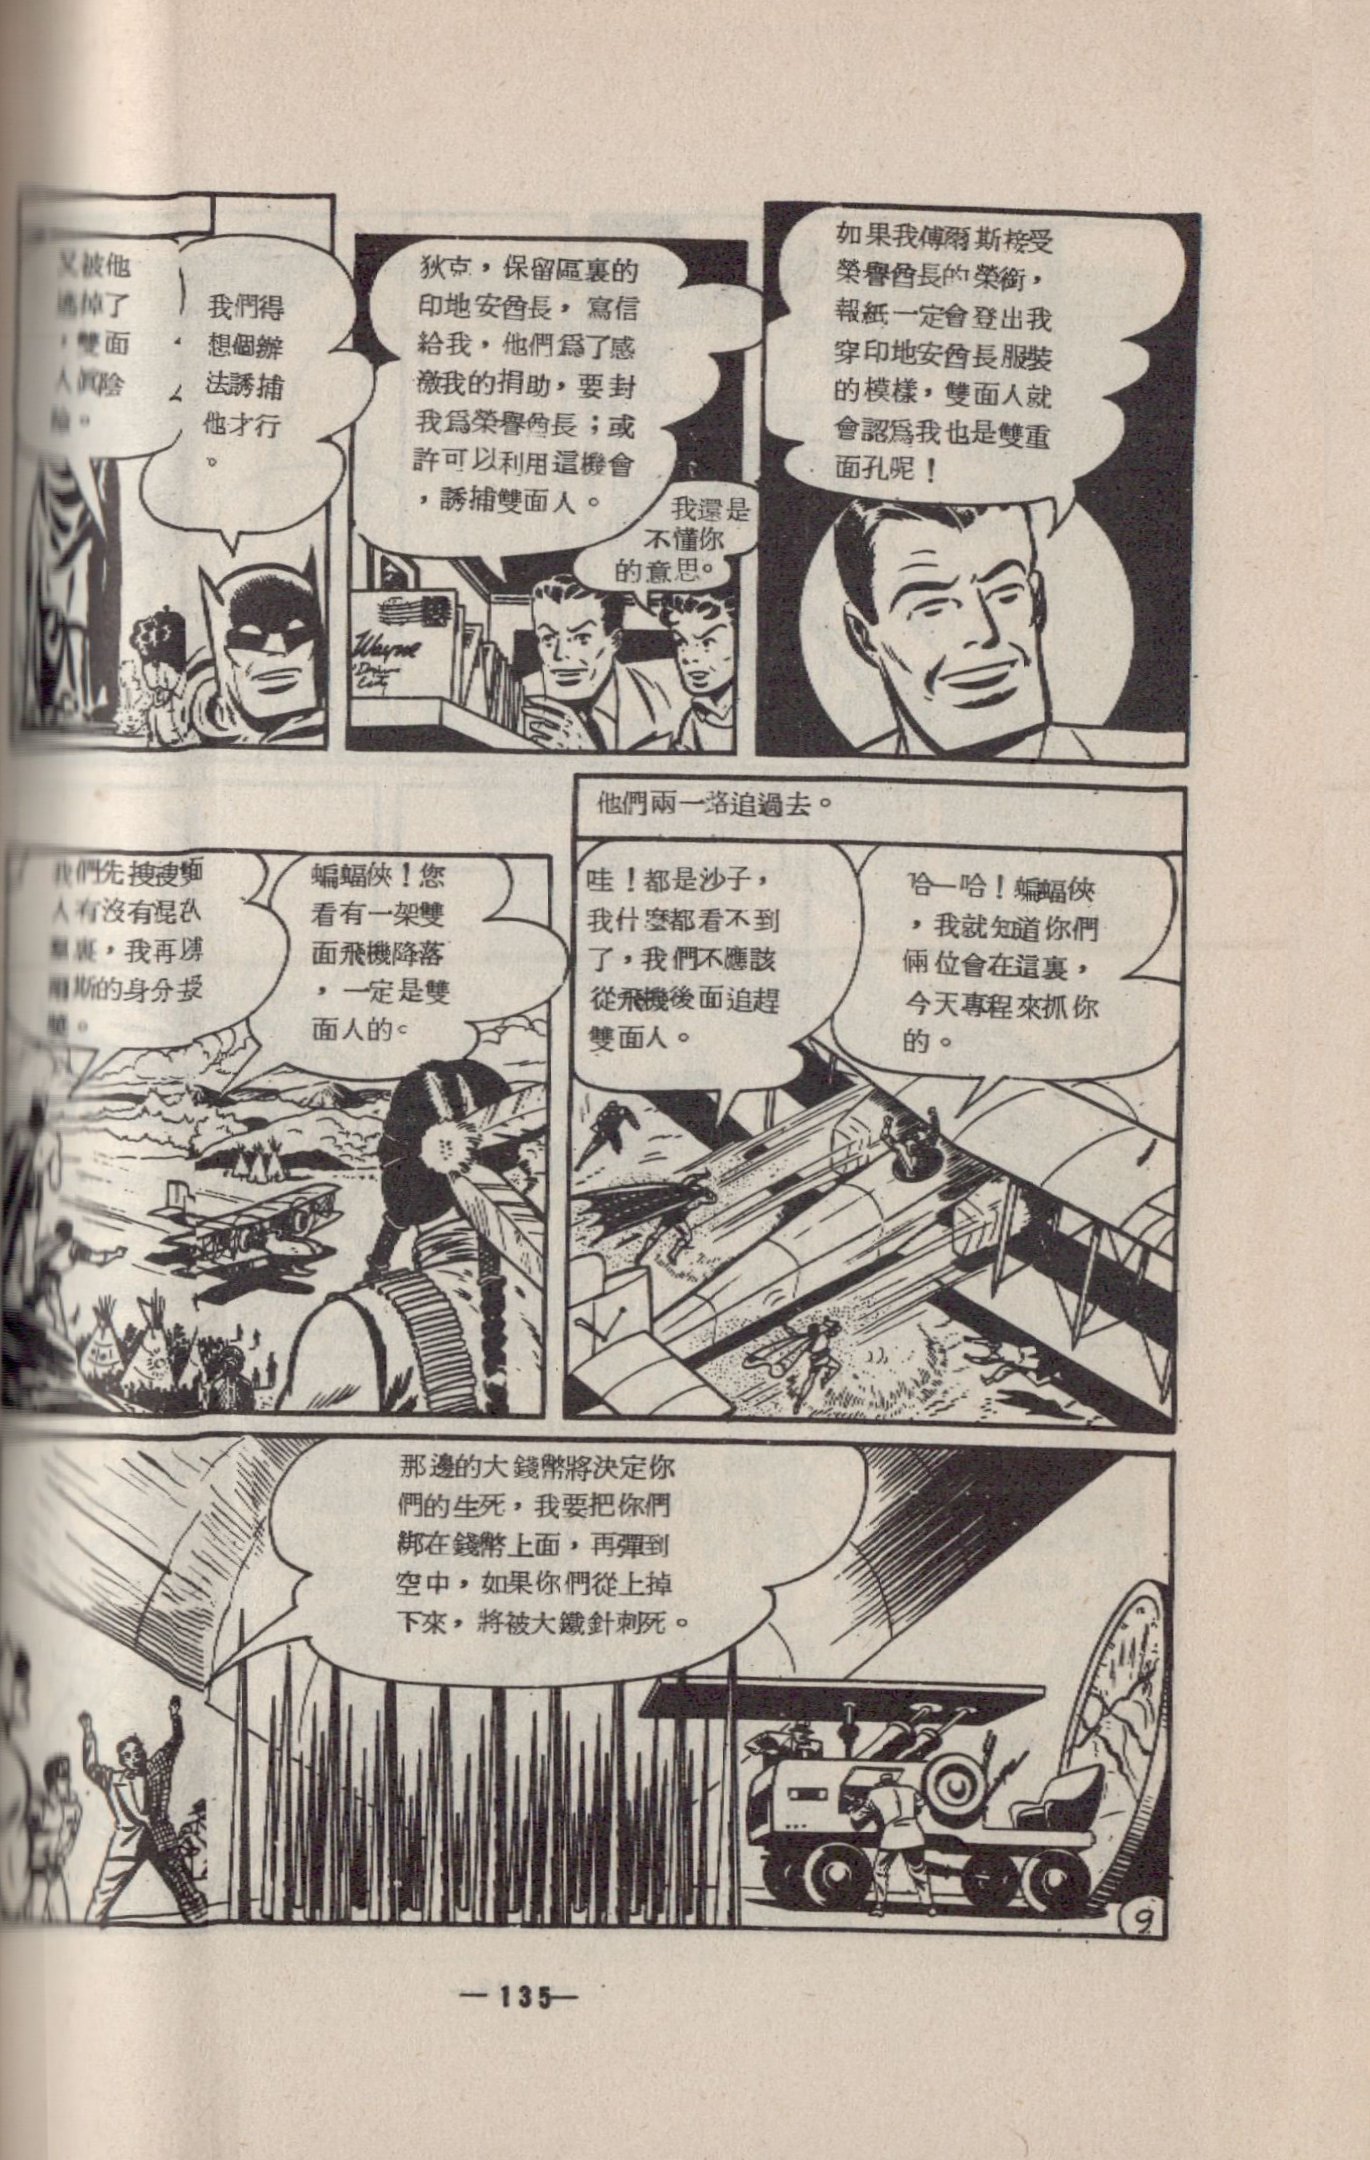 又被他
逃掉了
，雙面
人眞陰
險。
我們得
想個辦
法誘捕
他才行
。
狄克，保留區裏的
印地安酋長，寫信
給我，他們爲了感
激我的捐助，要封
我爲榮譽酋長；或
許可以利用這機會
，誘捕雙面人。
我還是
不懂你
的意思。
Wayne
City
如果我傅爾斯接受
榮譽酋長的榮銜，
報紙一定會登出我
穿印地安酋長服裝
的模樣，雙面人就
會認爲我也是雙重
面孔呢！
我們先搜搜雙面
人有沒有混在
羣裏，我再以傅
爾斯的身分接
獎。
蝙蝠俠！您
看有一架雙
面飛機降落
，一定是雙
面人的。
他們兩一路追過去。
哇！都是沙子，
我什麽都看不到
了，我們不應該
從飛機後面追趕
雙面人。
哈—哈！蝙蝠俠
，我就知道你們
倆位會在這裏，
今天專程來抓你
的。
那邊的大錢幣將決定你
們的生死，我要把你們
綁在錢幣上面，再彈到
空中，如果你們從上掉
下來，將被大鐵針刺死。
9
—135—